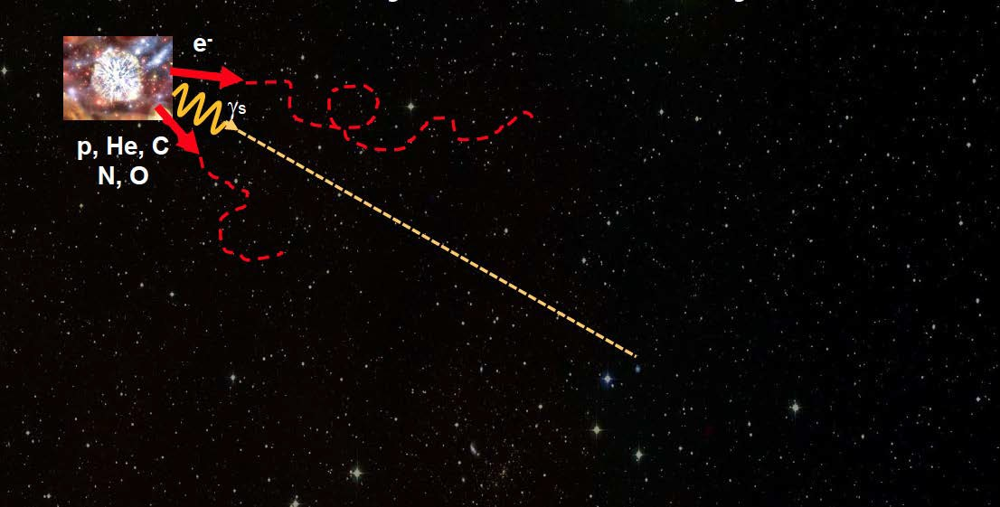 e-
γs
p, He, C
N, O